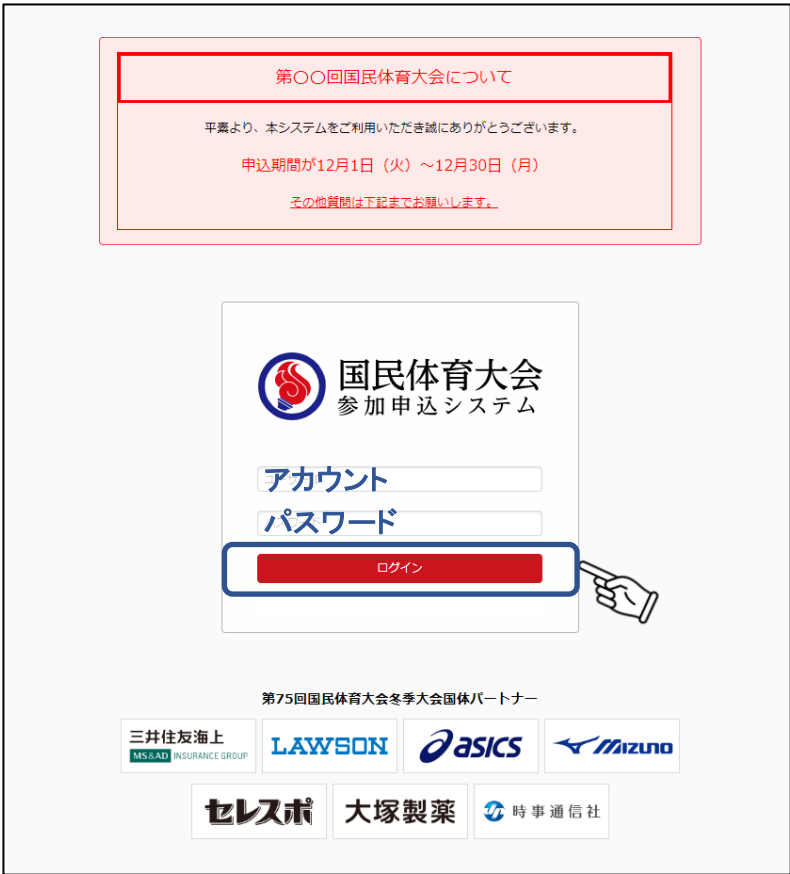 第〇〇回国民体育大会について
平素より、本システムをご利用いただき誠にありがとうございます。
申込期間が12月1日（火）～12月30日（月）
その他質問は下記までお願いします。
国民体育大会
参加申込システム
アカウント
パスワード
ログイン
第75回国民体育大会冬季大会国体パートナー
三井住友海上
MS&AD INSURANCE GROUP
LAWSON
asics
MIZUNO
セレスポ
大塚製薬
時事通信社